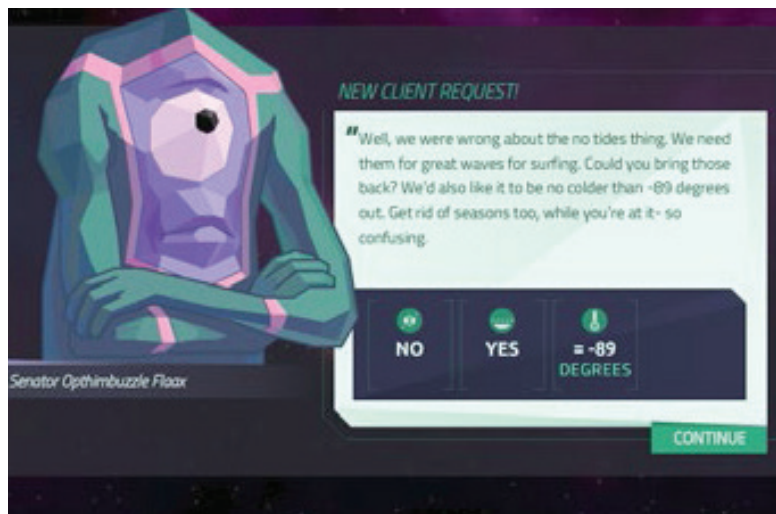 NEW CLIENT REQUEST!
"Well, we were wrong about the no tides thing. We need
them for great waves for surfing. Could you bring those
back? We'd also like it to be no colder than -89 degrees
out. Get rid of seasons too, while you're at it- so
confusing.
NO YES = -89
DEGREES
Senator Opthimbuzzle Flaax
CONTINUE